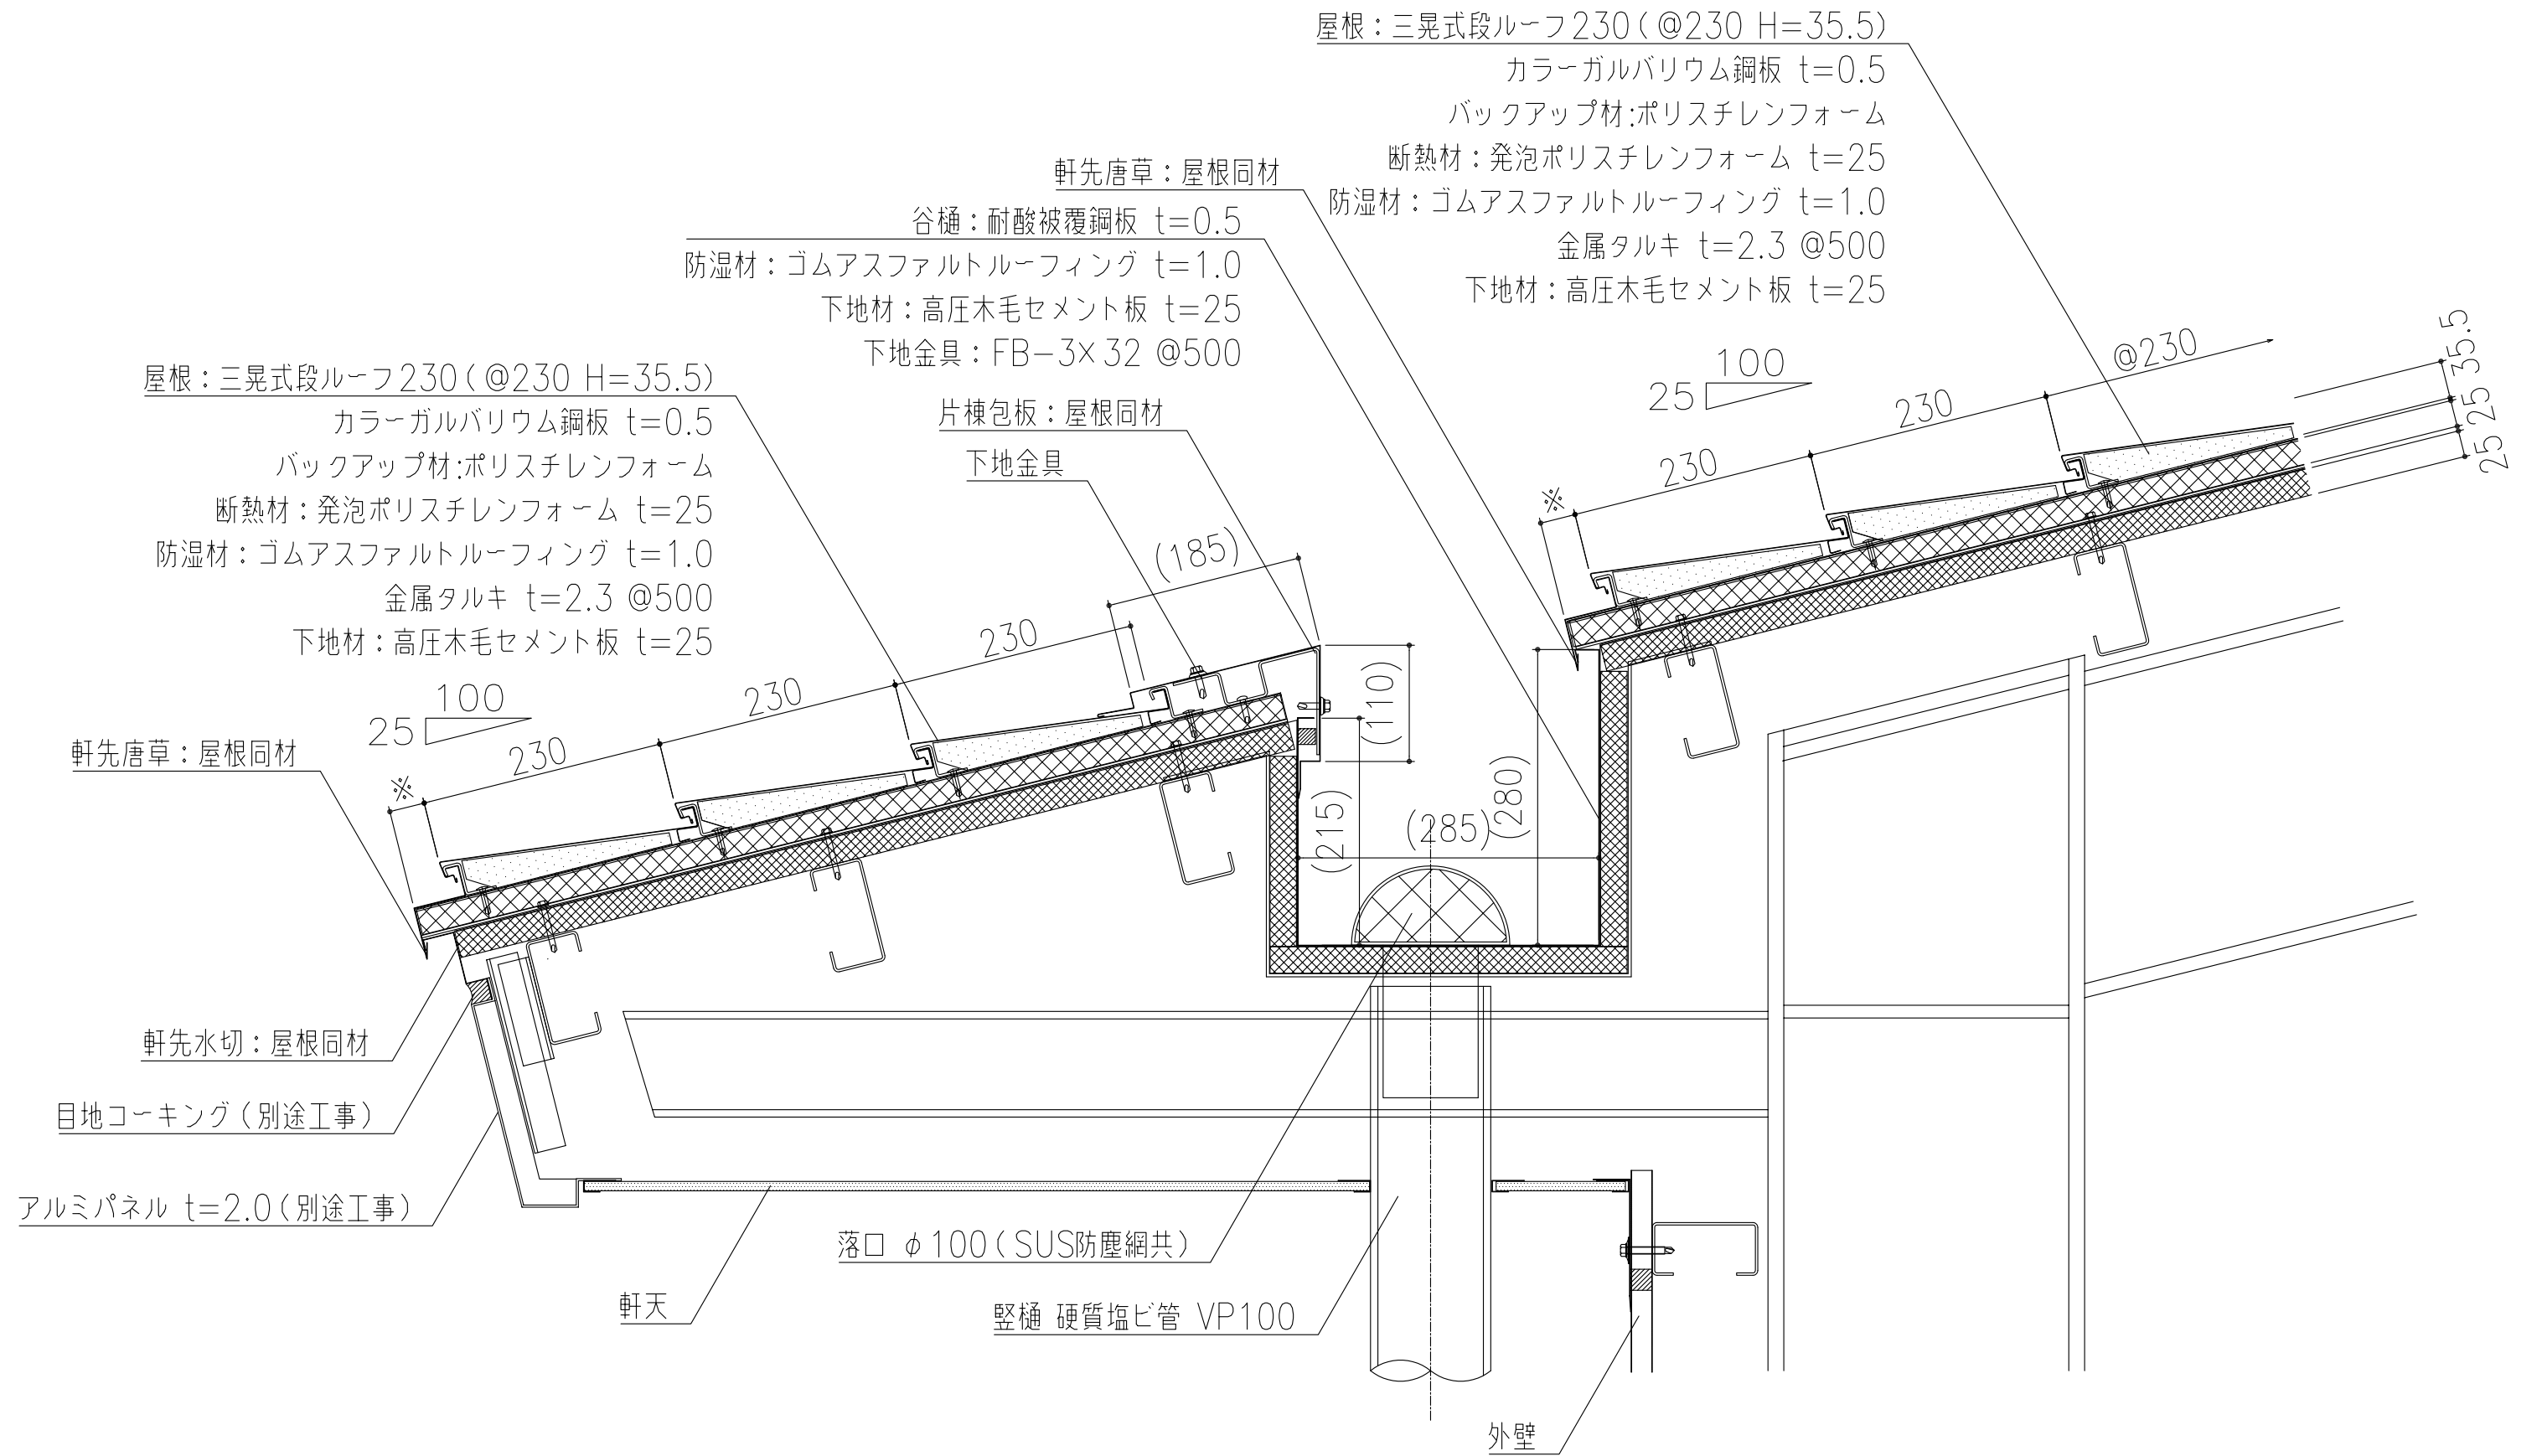 屋根：三晃式段ルーフ230(@230 H=35.5)
カラーガルバリウム鋼板 t=0.5
バックアップ材:ポリスチレンフォーム
断熱材：発泡ポリスチレンフォーム t=25
防湿材：ゴムアスファルトルーフィング t=1.0
金属タルキ t=2.3 @500
下地材：高圧木毛セメント板 t=25
軒先唐草：屋根同材
谷樋：耐酸被覆鋼板 t=0.5
防湿材：ゴムアスファルトルーフィング t=1.0
下地材：高圧木毛セメント板 t=25
下地金具：FB-3×32 @500
片棟包板：屋根同材
下地金具
屋根：三晃式段ルーフ230(@230 H=35.5)
カラーガルバリウム鋼板 t=0.5
バックアップ材:ポリスチレンフォーム
断熱材：発泡ポリスチレンフォーム t=25
防湿材：ゴムアスファルトルーフィング t=1.0
金属タルキ t=2.3 @500
下地材：高圧木毛セメント板 t=25
100
25
※
230
230
@230
35.5
25
25
100
25
※
230
230
230
(185)
(110)
(215)
(285)
(280)
軒先唐草：屋根同材
軒先水切：屋根同材
目地コーキング(別途工事)
アルミパネル t=2.0(別途工事)
軒天
落口 φ100(SUS防塵網共)
竪樋 硬質塩ビ管 VP100
外壁